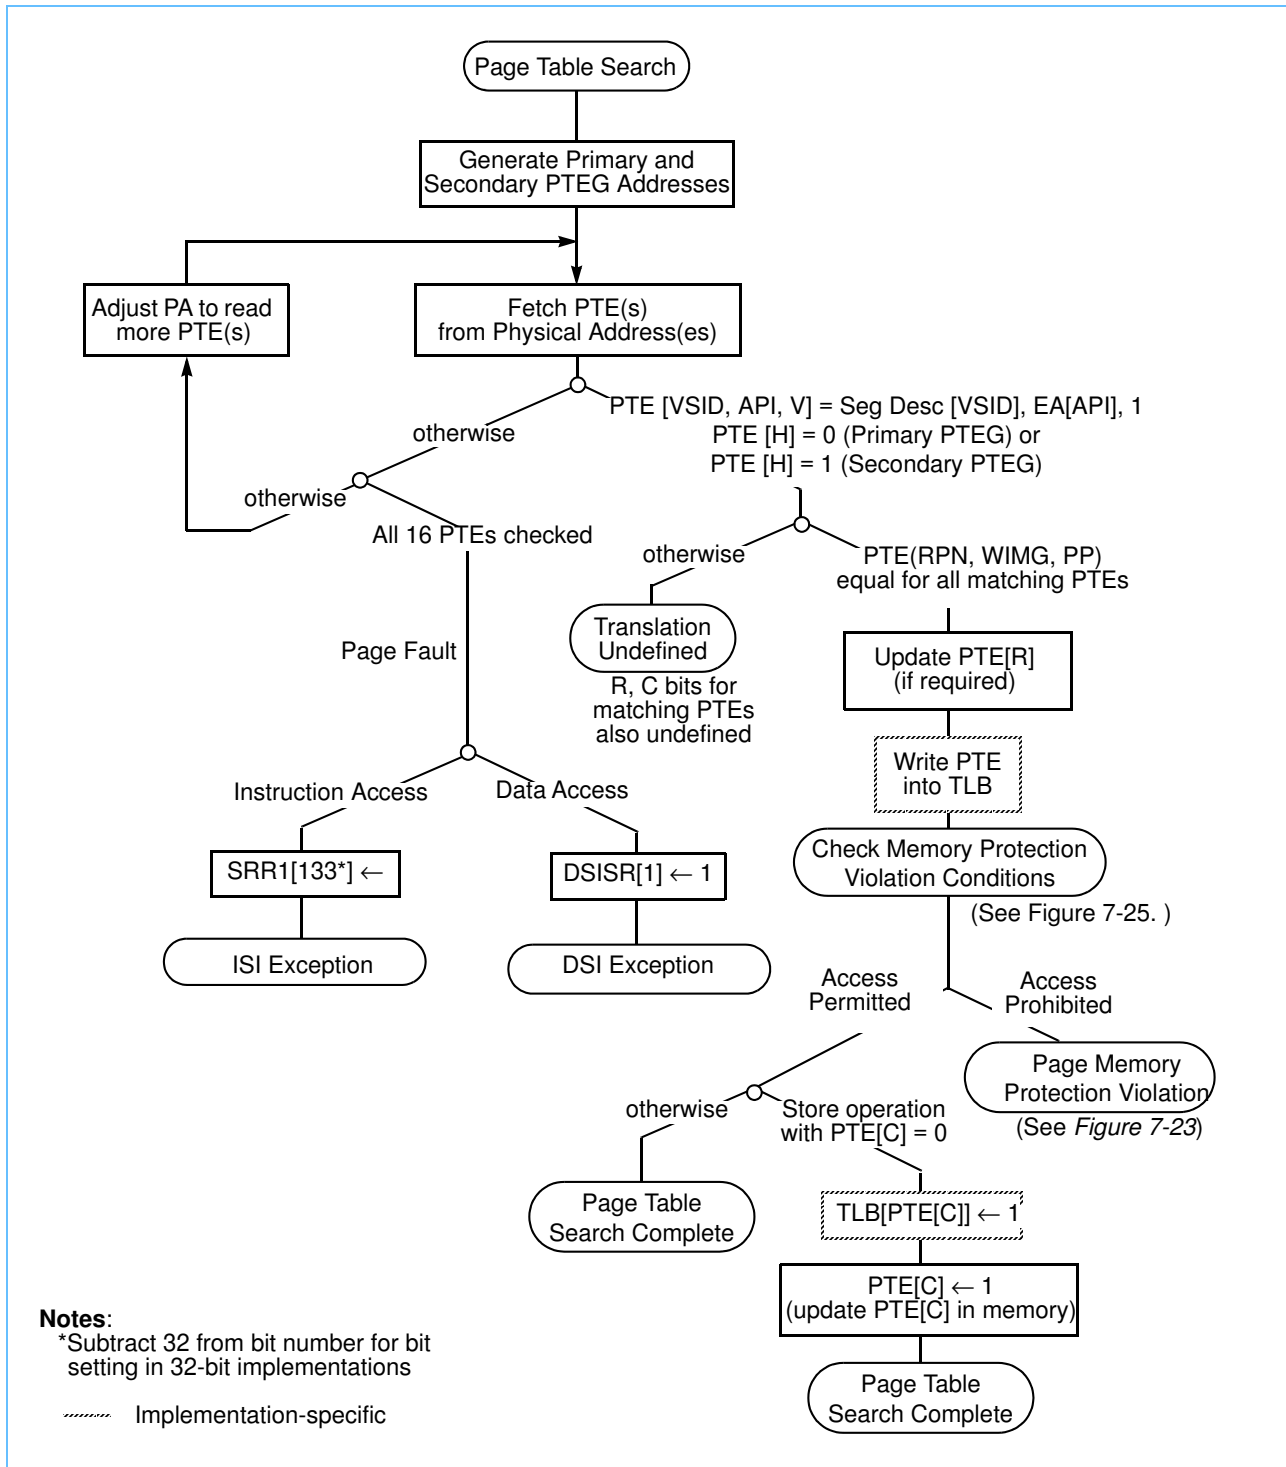 Page Table Search
Generate Primary and
Secondary PTEG Addresses
Adjust PA to read
more PTE(s)
Fetch PTE(s)
from Physical Address(es)
otherwise
PTE [VSID, API, V] = Seg Desc [VSID], EA[API], 1
PTE [H] = 0 (Primary PTEG) or
PTE [H] = 1 (Secondary PTEG)
otherwise
All 16 PTEs checked
otherwise
PTE(RPN, WIMG, PP)
equal for all matching PTEs
Translation
Undefined
R, C bits for
matching PTEs
also undefined
Page Fault
Update PTE[R]
(if required)
Write PTE
into TLB
Instruction Access
Data Access
SRR1[133*] ←
DSISR[1] ← 1
Check Memory Protection
Violation Conditions
(See Figure 7-25. )
ISI Exception
DSI Exception
Access
Permitted
Access
Prohibited
Page Memory
Protection Violation
(See Figure 7-23)
otherwise
Store operation
with PTE[C] = 0
Page Table
Search Complete
TLB[PTE[C]] ← 1
PTE[C] ← 1
(update PTE[C] in memory)
Page Table
Search Complete
Notes:
*Subtract 32 from bit number for bit
setting in 32-bit implementations
Implementation-specific